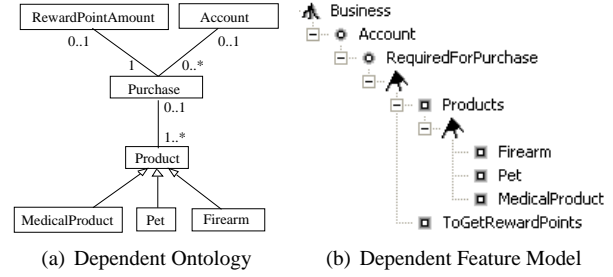 RewardPointAmount
Account
0..1
0..1
1
0..*
Purchase
0..1
1..*
Product
MedicalProduct
Pet
Firearm
(a) Dependent Ontology
Business
Account
RequiredForPurchase
Products
Firearm
Pet
MedicalProduct
ToGetRewardPoints
(b) Dependent Feature Model